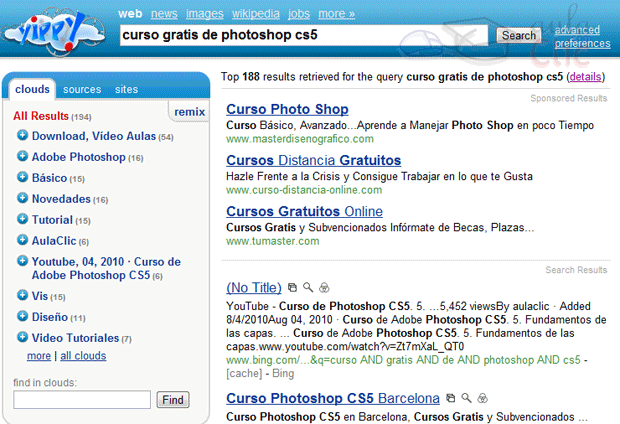 yippy!
web news images wikipedia jobs more »
curso gratis de photoshop cs5
Search
advanced
preferences
aula
clic
clouds sources sites
remix
All Results (194)
Download, Vídeo Aulas (54)
Adobe Photoshop (16)
Básico (15)
Novedades (16)
Tutorial (15)
AulaClic (6)
Youtube, 04, 2010 · Curso de
Adobe Photoshop CS5 (6)
Vis (15)
Diseño (11)
Video Tutoriales (7)
more | all clouds
find in clouds:
Find
Top 188 results retrieved for the query curso gratis de photoshop cs5 (details)
Sponsored Results
Curso Photo Shop
Curso Básico, Avanzado...Aprende a Manejar Photo Shop en poco Tiempo
www.masterdisenografico.com
Cursos Distancia Gratuitos
Hazle Frente a la Crisis y Consigue Trabajar en lo que te Gusta
www.curso-distancia-online.com
Cursos Gratuitos Online
Cursos Gratis y Subvencionados Infórmate de Becas, Plazas...
www.tumaster.com
Search Results
(No Title)
YouTube - Curso de Photoshop CS5. 5. ...5,452 viewsBy aulaclic · Added
8/4/2010Aug 04, 2010 · Curso de Adobe Photoshop CS5. 5. Fundamentos de
las capas. ... Curso de Adobe Photoshop CS5. 5. Fundamentos de las
capas.www.youtube.com/watch?v=Zt7mXaL_QT0
www.bing.com/...&q=curso AND gratis AND de AND photoshop AND cs5 -
[cache] - Bing
Curso Photoshop CS5 Barcelona
Curso Photoshop CS5 en Barcelona, Cursos Gratis y Subvencionados ...